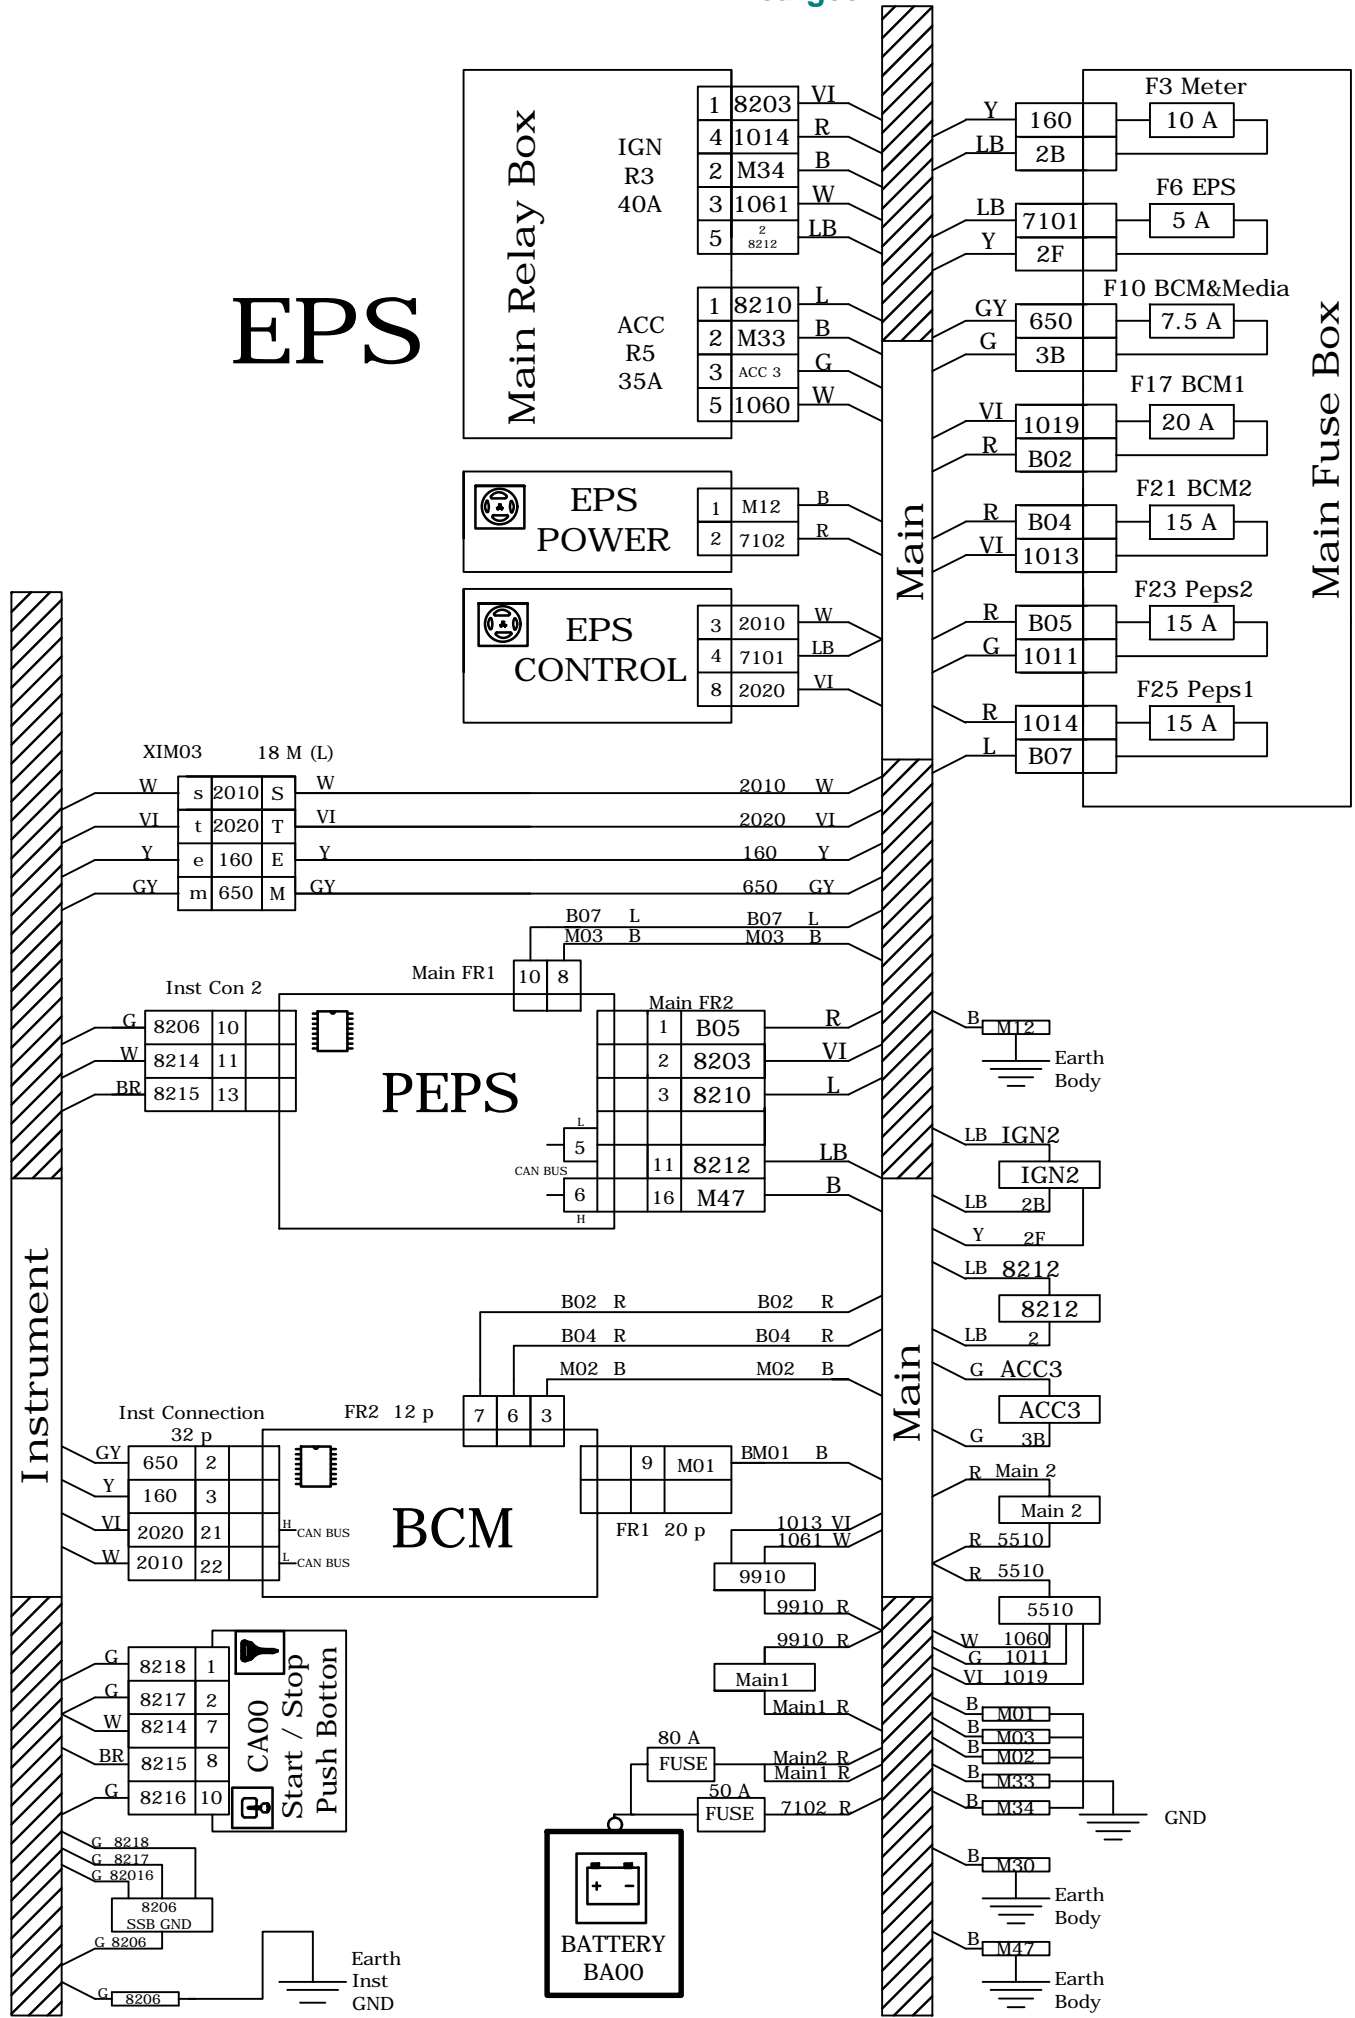 EPS
Main Relay Box
IGN
R3
40A
1 8203 VI
4 1014 R
2 M34 B
3 1061 W
5 2 8212 LB
ACC
R5
35A
1 8210 L
2 M33 B
3 ACC 3 G
5 1060 W
EPS
POWER
1 M12 B
2 7102 R
EPS
CONTROL
3 2010 W
4 7101 LB
8 2020 VI
Main
Main Fuse Box
F3 Meter
Y 160 10 A
LB 2B
F6 EPS
LB 7101 5 A
Y 2F
F10 BCM&Media
GY 650 7.5 A
G 3B
F17 BCM1
VI 1019 20 A
R B02
F21 BCM2
R B04 15 A
VI 1013
F23 Peps2
R B05 15 A
G 1011
F25 Peps1
R 1014 15 A
L B07
XIM03 18 M (L)
W s 2010 S W 2010 W
VI t 2020 T VI 2020 VI
Y e 160 E Y 160 Y
GY m 650 M GY 650 GY
B07 L B07 L
M03 B M03 B
Main FR1 10 8
Inst Con 2
G 8206 10
W 8214 11
BR 8215 13
PEPS
Main FR2
1 B05 R
2 8203 VI
3 8210 L
L
5
CAN BUS
11 8212 LB
6 16 M47 B
H
B M12
Earth
Body
LB IGN2
IGN2
LB 2B
Y 2F
LB 8212
8212
LB 2
G ACC3
ACC3
G 3B
R Main 2
Main 2
R 5510
R 5510
5510
W 1060
G 1011
VI 1019
Instrument
Main
B02 R B02 R
B04 R B04 R
M02 B M02 B
FR2 12 p 7 6 3
Inst Connection
32 p
GY 650 2
Y 160 3
VI 2020 21 H CAN BUS
W 2010 22 L CAN BUS
BCM
9 M01 BM01 B
FR1 20 p
1013 VI
1061 W
9910
9910 R
9910 R
Main1
Main1 R
G 8218 1
G 8217 2
W 8214 7
BR 8215 8
G 8216 10
CA00
Start / Stop
Push Botton
80 A
FUSE
Main2 R
Main1 R
50 A
FUSE
7102 R
+ -
BATTERY
BA00
B M01
B M03
B M02
B M33
B M34
GND
B M30
Earth
Body
B M47
Earth
Body
G 8218
G 8217
G 82016
8206
SSB GND
G 8206
G 8206
Earth
Inst
GND